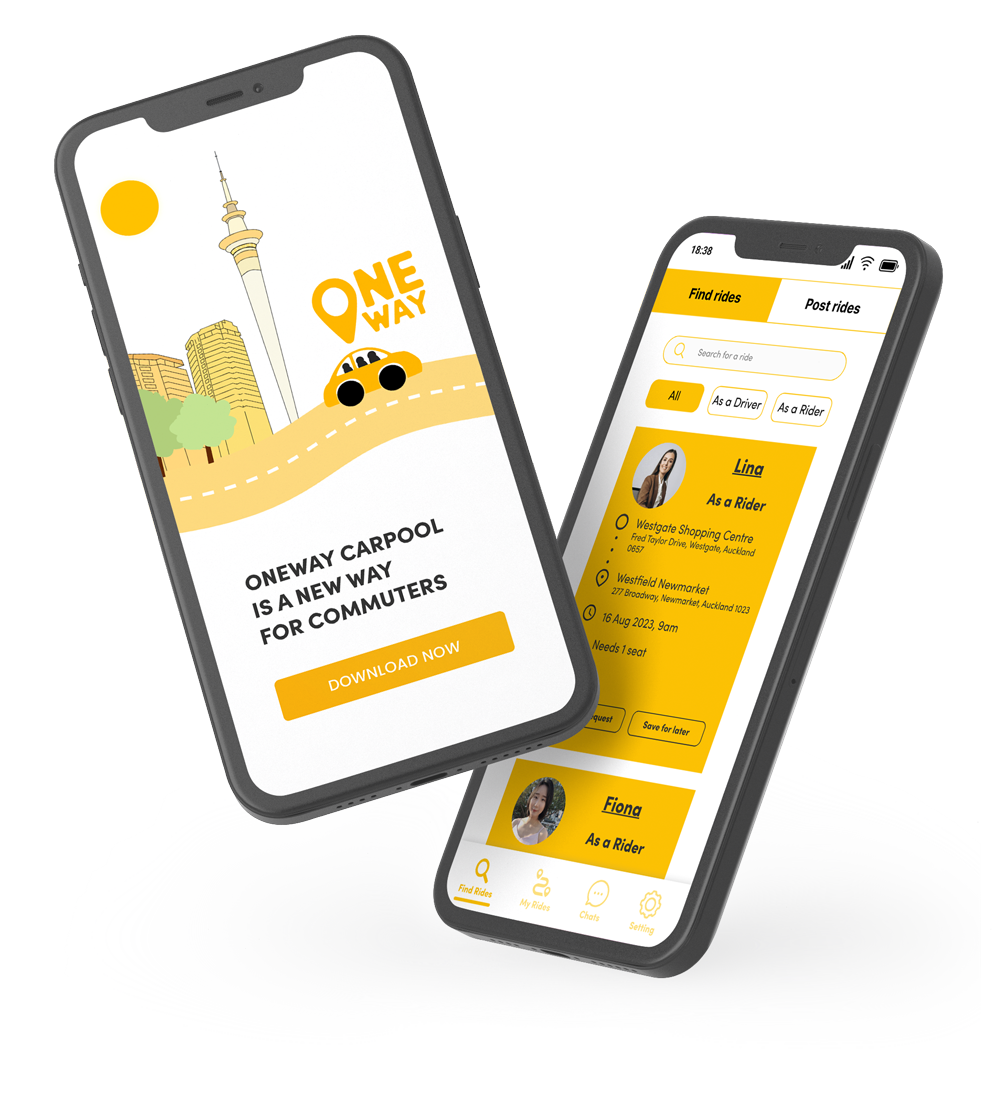 ONE
WAY
ONEWAY CARPOOL
IS A NEW WAY
FOR COMMUTERS
DOWNLOAD NOW
18:38
Find rides
Post rides
Search for a ride
All
As a Driver
As a Rider
Lina
As a Rider
Westgate Shopping Centre
Fred Taylor Drive, Westgate, Auckland
0657
Westfield Newmarket
277 Broadway, Newmarket, Auckland 1023
16 Aug 2023, 9am
Needs 1 seat
quest
Save for later
Fiona
As a Rider
Find Rides
My Rides
Chats
Setting